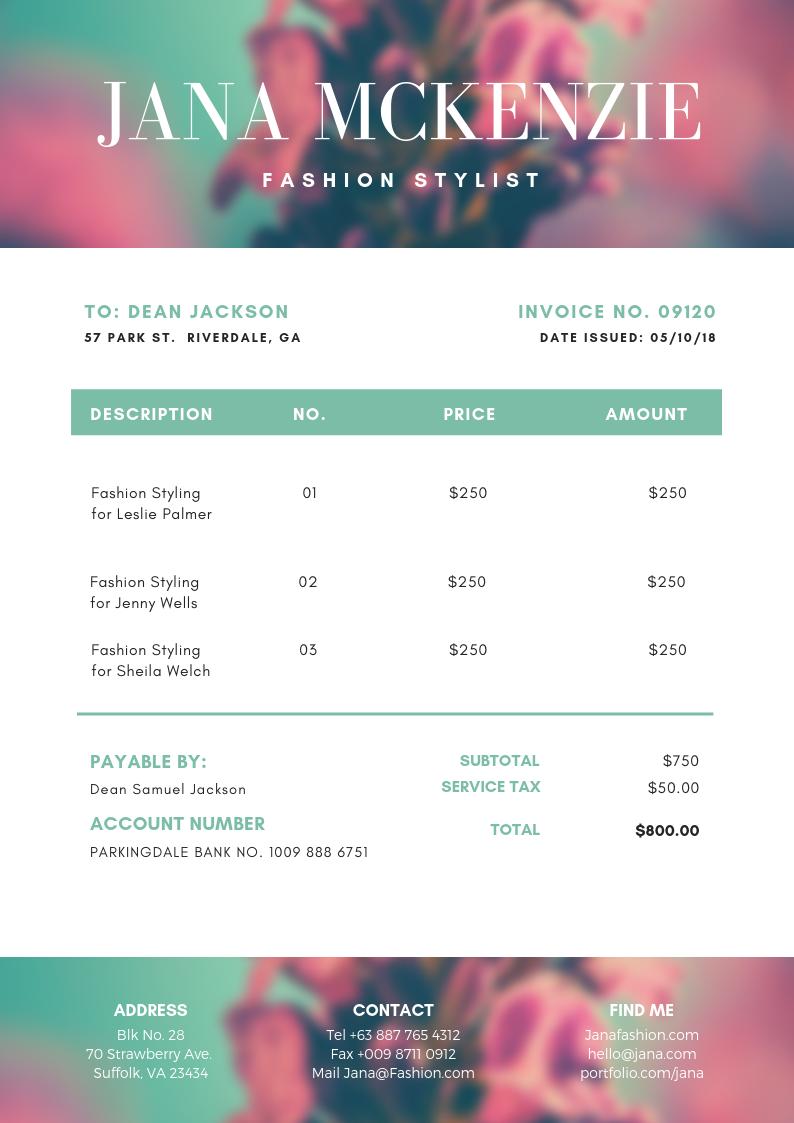 JANA MCKENZIE
FASHION STYLIST
TO: DEAN JACKSON
57 PARK ST. RIVERDALE, GA
INVOICE NO. 09120
DATE ISSUED: 05/10/18
DESCRIPTION NO. PRICE AMOUNT
Fashion Styling 01 $250 $250
for Leslie Palmer
Fashion Styling 02 $250 $250
for Jenny Wells
Fashion Styling 03 $250 $250
for Sheila Welch
PAYABLE BY:
Dean Samuel Jackson
ACCOUNT NUMBER
PARKINGDALE BANK NO. 1009 888 6751
SUBTOTAL $750
SERVICE TAX $50.00
TOTAL $800.00
ADDRESS
Blk No. 28
70 Strawberry Ave.
Suffolk, VA 23434
CONTACT
Tel +63 887 765 4312
Fax +009 8711 0912
Mail Jana@Fashion.com
FIND ME
Janafashion.com
hello@jana.com
portfolio.com/jana